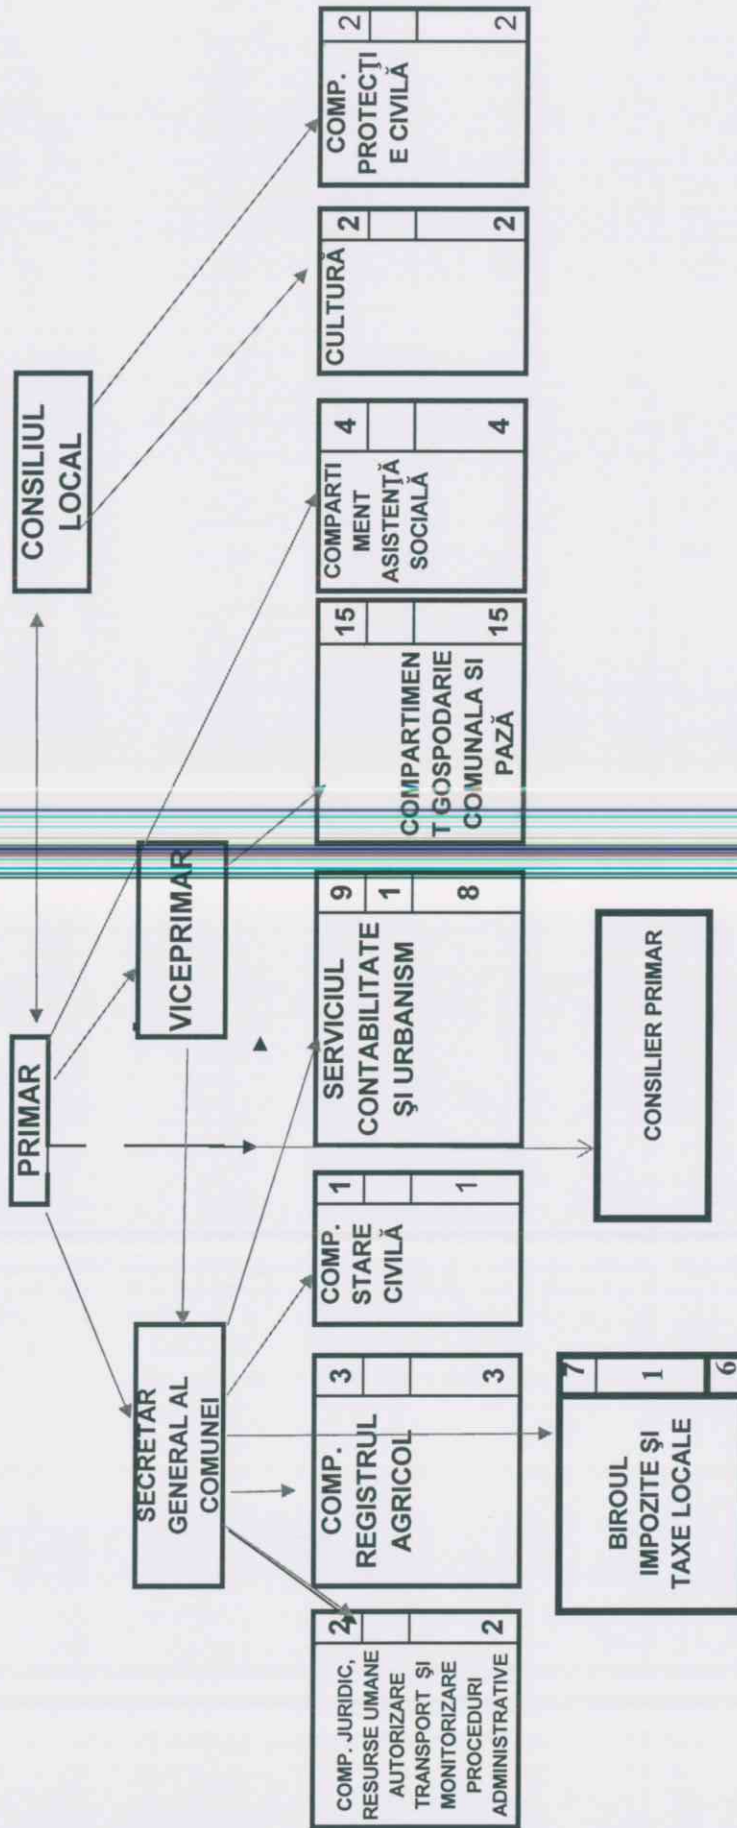 PRIMAR
CONSILIUL
LOCAL
SECRETAR
GENERAL AL
COMUNEI
VICEPRIMAR
COMP. JURIDIC,
RESURSE UMANE
AUTORIZARE
TRANSPORT ŞI
MONITORIZARE
PROCEDURI
ADMINISTRATIVE
2
2
COMP.
REGISTRUL
AGRICOL
3
3
COMP.
STARE
CIVILĂ
1
1
SERVICIUL
CONTABILITATE
ŞI URBANISM
9
1
8
COMPARTIMEN
T GOSPODARIE
COMUNALA SI
PAZĂ
15
15
COMPARTI
MENT
ASISTENŢĂ
SOCIALĂ
4
4
CULTURĂ
2
2
COMP.
PROTECŢI
E CIVILĂ
2
2
BIROUL
IMPOZITE ŞI
TAXE LOCALE
7
1
6
CONSILIER PRIMAR